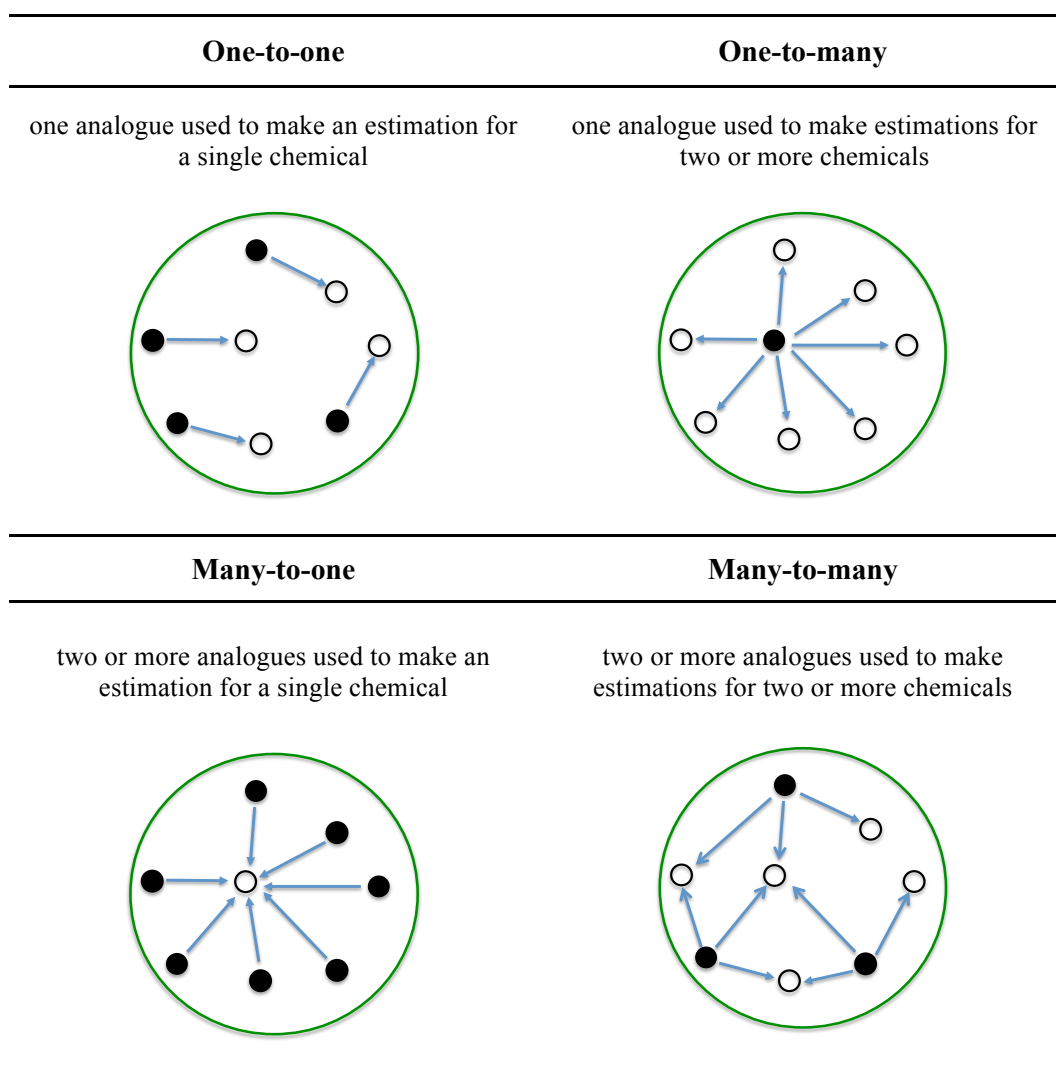 One-to-one
One-to-many
one analogue used to make an estimation for
a single chemical
one analogue used to make estimations for
two or more chemicals
Many-to-one
Many-to-many
two or more analogues used to make an
estimation for a single chemical
two or more analogues used to make
estimations for two or more chemicals